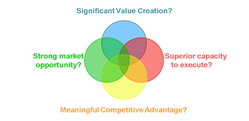 Significant Value Creation?
Strong market
opportunity?
Superior capacity
to execute?
Meaningful Competitive Advantage?